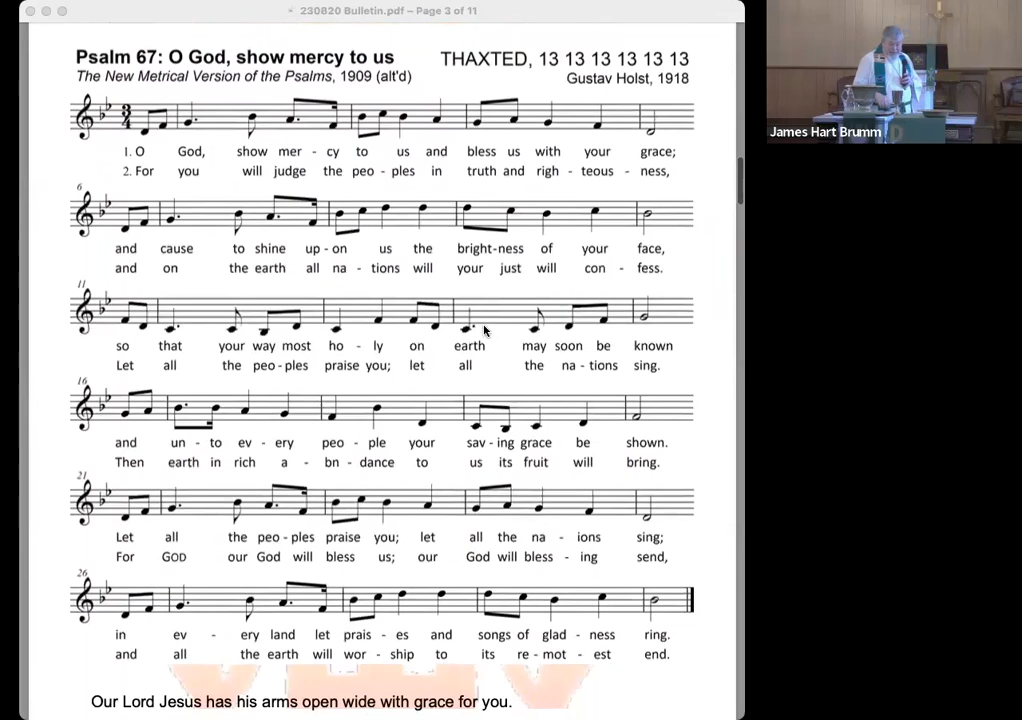 230820 Bulletin.pdf – Page 3 of 11
Psalm 67: O God, show mercy to us
THAXTED, 13 13 13 13 13 13
The New Metrical Version of the Psalms, 1909 (alt'd)
Gustav Holst, 1918
James Hart Brumm
3 4
1. O God, show mer - cy to us and bless us with your grace;
2. For you will judge the peo - ples in truth and righ - teous - ness,
6
and cause to shine up - on us the bright-ness of your face,
and on the earth all na - tions will your just will con - fess.
11
so that your way most ho - ly on earth may soon be known
Let all the peo-ples praise you; let all the na - tions sing.
16
and un - to ev - ery peo - ple your sav - ing grace be shown.
Then earth in rich a - bn - dance to us its fruit will bring.
21
Let all the peo - ples praise you; let all the na - ions sing;
For GOD our God will bless us; our God will bless - ing send,
26
in ev - ery land let prais - es and songs of glad - ness ring.
and all the earth will wor - ship to its re - mot - est end.
Our Lord Jesus has his arms open wide with grace for you.